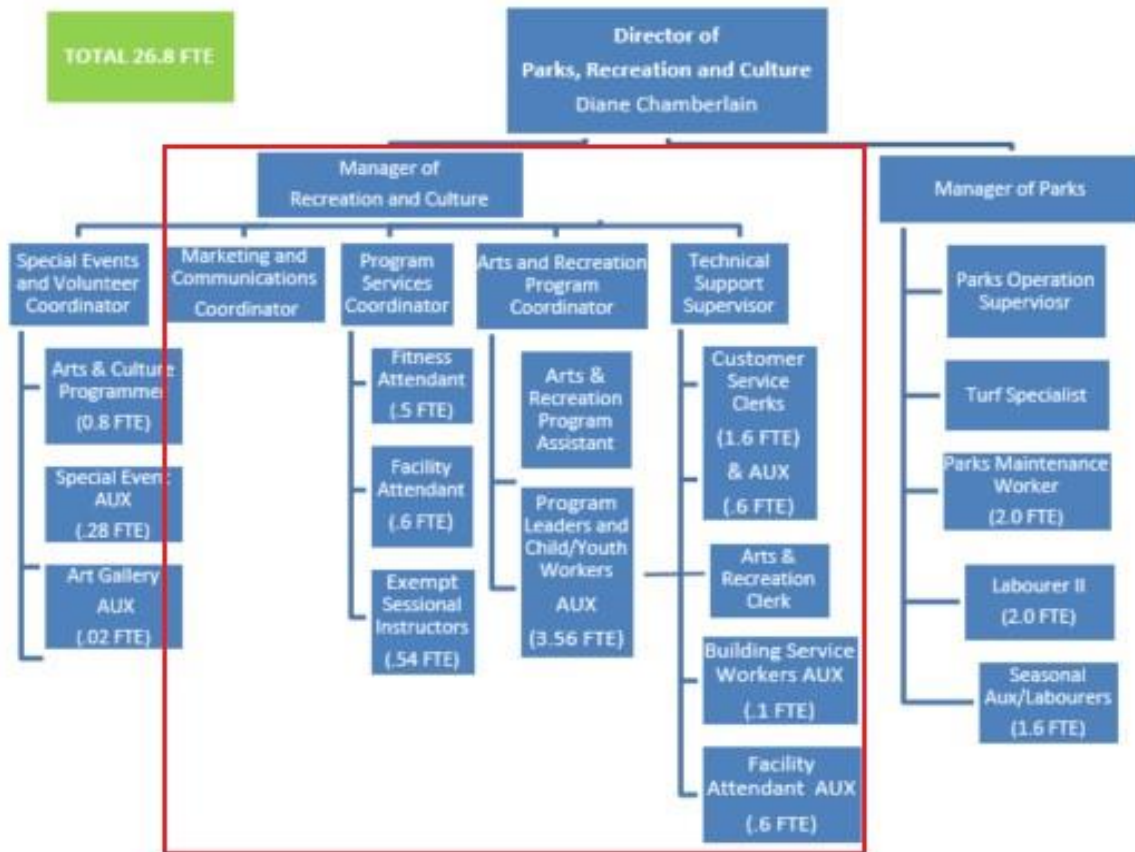 TOTAL 26.8 FTE
Director of
Parks, Recreation and Culture
Diane Chamberlain
Manager of
Recreation and Culture
Manager of Parks
Special Events
and Volunteer
Coordinator
Marketing and
Communications
Coordinator
Program
Services
Coordinator
Arts and Recreation
Program
Coordinator
Technical
Support
Supervisor
Arts & Culture
Programmer
(0.8 FTE)
Special Event
AUX
(.28 FTE)
Art Gallery
AUX
(.02 FTE)
Fitness
Attendant
(.5 FTE)
Facility
Attendant
(.6 FTE)
Exempt
Sessional
Instructors
(.54 FTE)
Arts &
Recreation
Program
Assistant
Program
Leaders and
Child/Youth
Workers
AUX
(3.56 FTE)
Customer
Service
Clerks
(1.6 FTE)
& AUX
(.6 FTE)
Arts &
Recreation
Clerk
Building Service
Workers AUX
(.1 FTE)
Facility
Attendant AUX
(.6 FTE)
Parks Operation
Superviosr
Turf Specialist
Parks Maintenance
Worker
(2.0 FTE)
Labourer II
(2.0 FTE)
Seasonal
Aux/Labourers
(1.6 FTE)